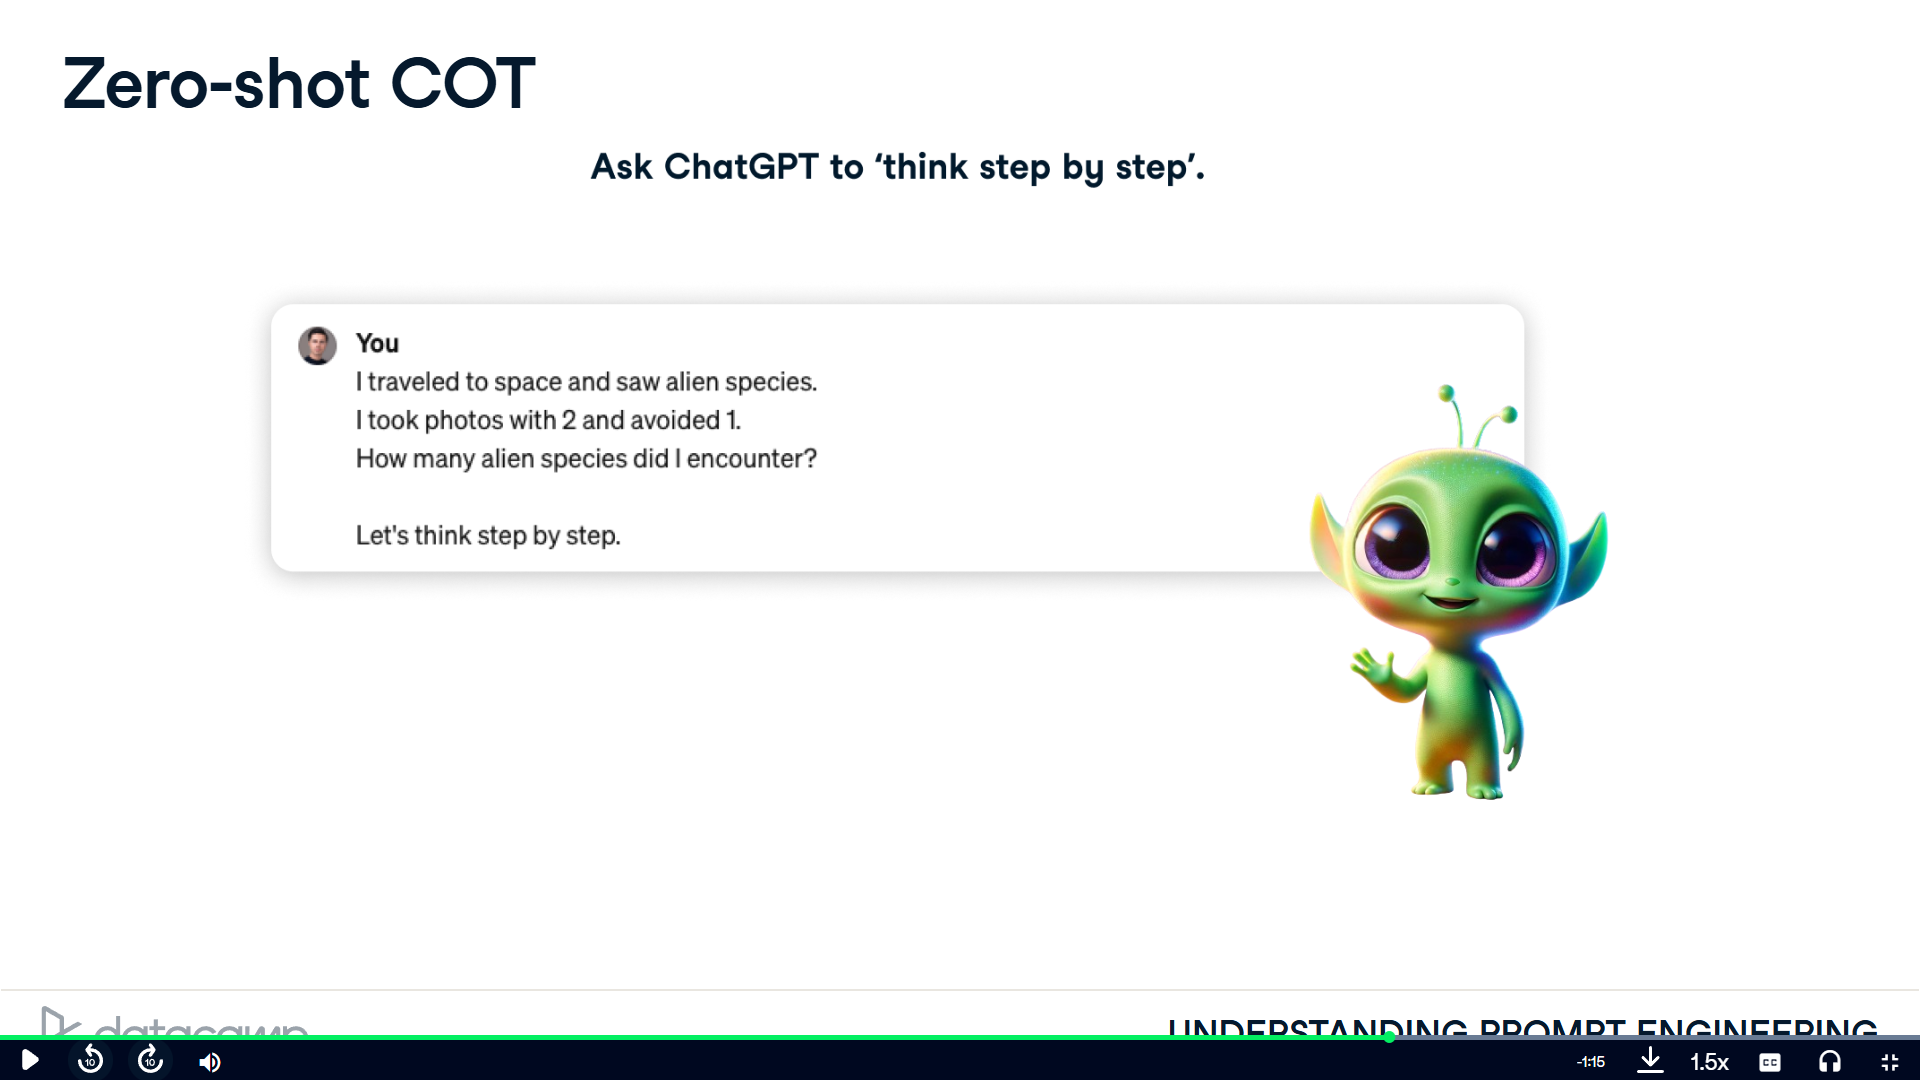 Zero-shot COT
Ask ChatGPT to ‘think step by step’.
You
I traveled to space and saw alien species.
I took photos with 2 and avoided 1.
How many alien species did I encounter?
Let's think step by step.
datacamp
UNDERSTANDING PROMPT ENGINEERING
10
10
-1:15
1.5x
CC